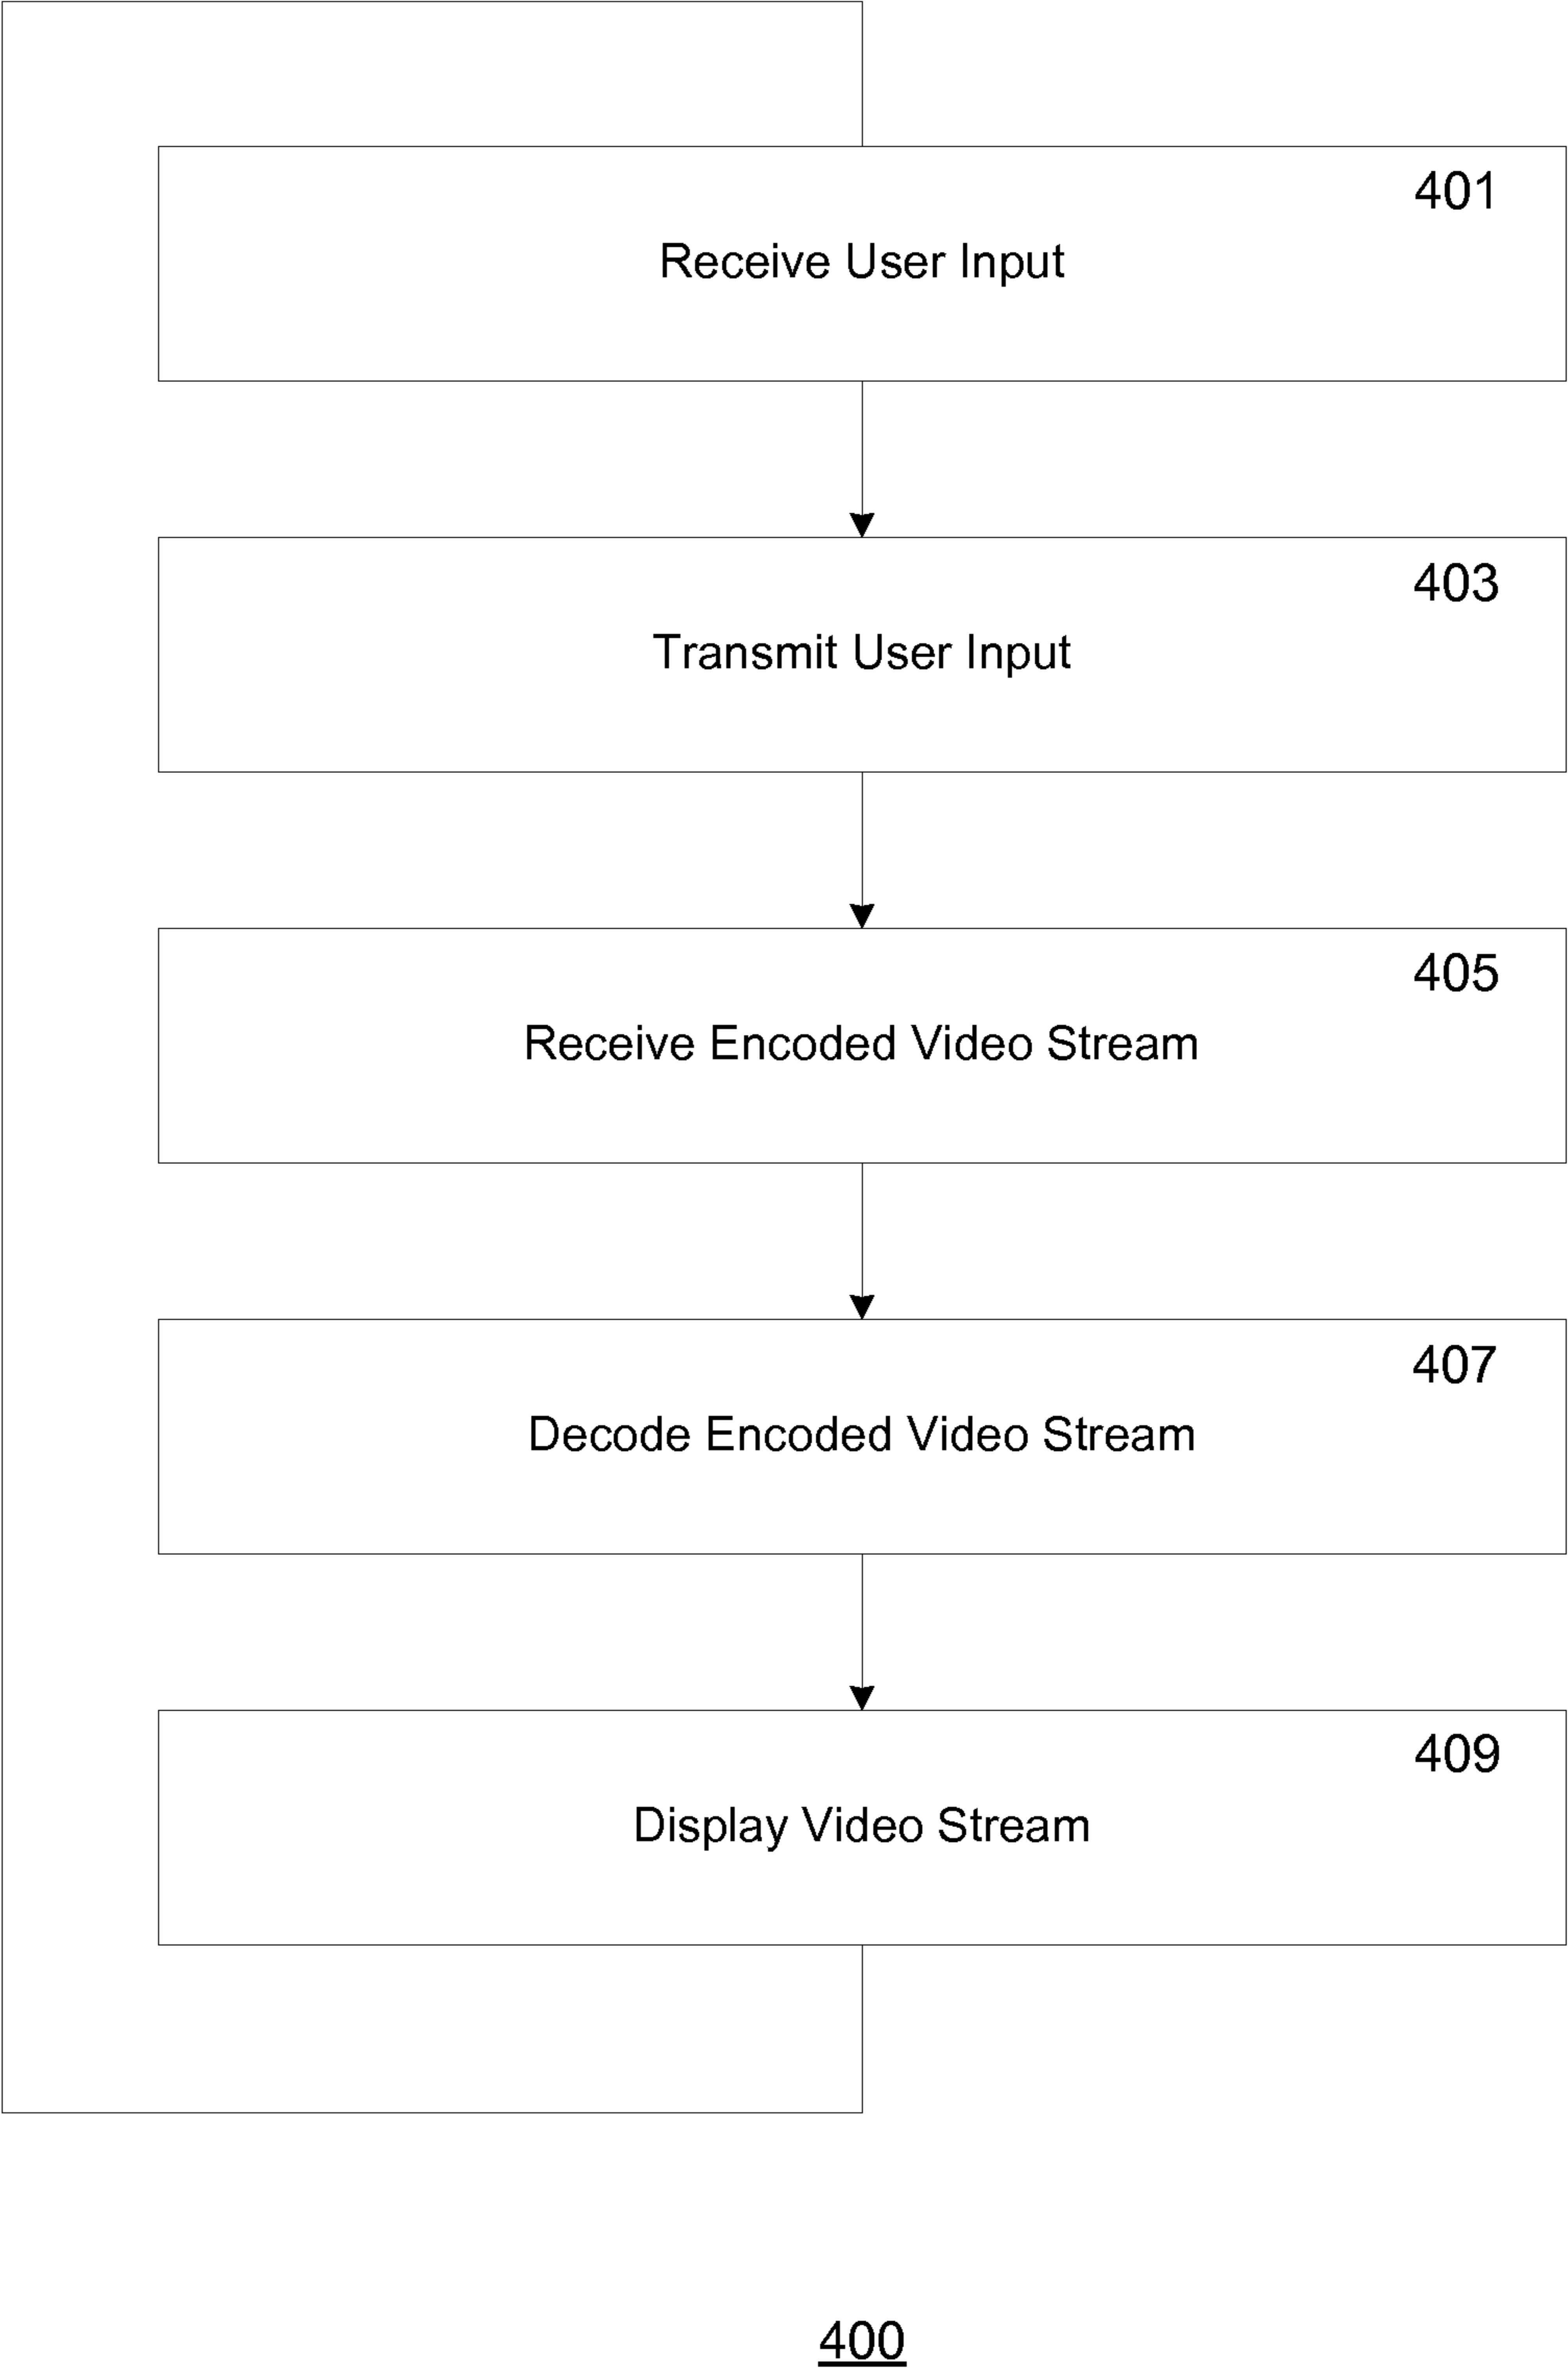 401
Receive User Input
403
Transmit User Input
405
Receive Encoded Video Stream
407
Decode Encoded Video Stream
409
Display Video Stream
400